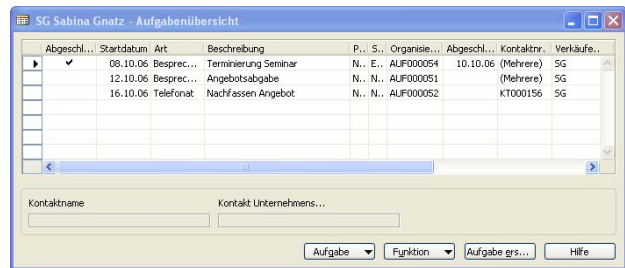 SG Sabina Gnatz - Aufgabenübersicht
Abgeschl... Startdatum Art Beschreibung P.. S.. Organisie... Abgeschl... Kontaktnr. Verkäufe..
✔ 08.10.06 Besprec... Terminierung Seminar N.. E.. AUF000054 10.10.06 (Mehrere) SG
12.10.06 Besprec... Angebotsabgabe N.. N.. AUF000051 (Mehrere) SG
16.10.06 Telefonat Nachfassen Angebot N.. N.. AUF000052 KT000156 SG
Kontaktname Kontakt Unternehmens...
Aufgabe Funktion Aufgabe ers... Hilfe